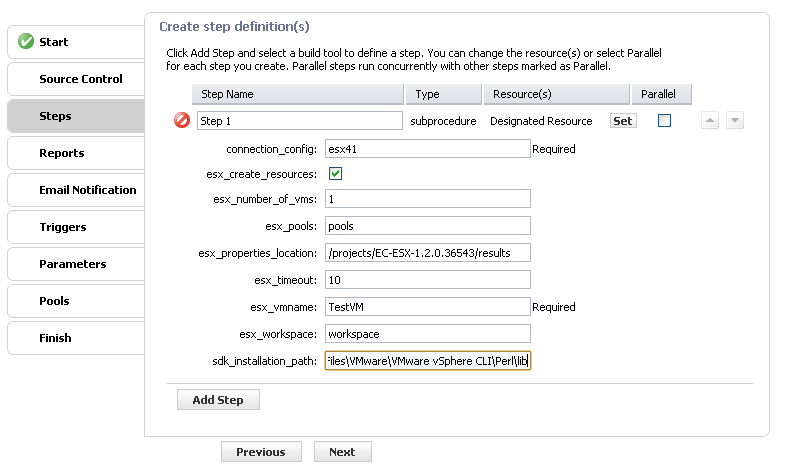 Start
Source Control
Steps
Reports
Email Notification
Triggers
Parameters
Pools
Finish
Create step definition(s)
Click Add Step and select a build tool to define a step. You can change the resource(s) or select Parallel
for each step you create. Parallel steps run concurrently with other steps marked as Parallel.
Step Name Type Resource(s) Parallel
Step 1 subprocedure Designated Resource Set
connection_config: esx41 Required
esx_create_resources:
esx_number_of_vms: 1
esx_pools: pools
esx_properties_location: /projects/EC-ESX-1.2.0.36543/results
esx_timeout: 10
esx_vmname: TestVM Required
esx_workspace: workspace
sdk_installation_path: Files\VMware\VMware vSphere CLI\Perl\lib
Add Step
Previous Next